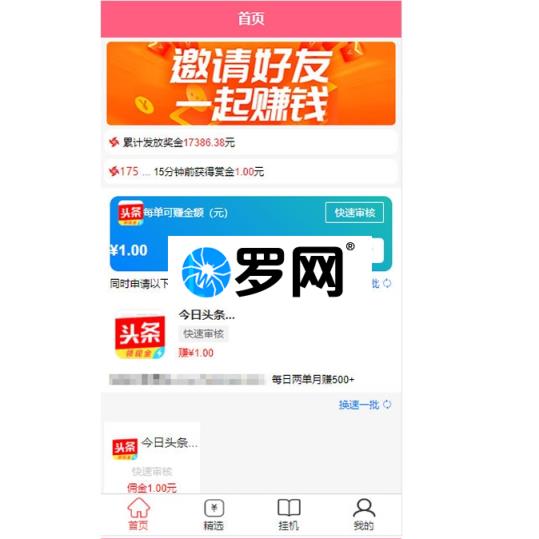 首页
邀请好友
一起赚钱
累计发放奖金17386.38元
175 ... 15分钟前获得赏金1.00元
头条
每单可赚金额（元）
快速审核
¥1.00
罗网®
同时申请以下
批
头条
领现金
今日头条...
快速审核
赚¥1.00
每日两单月赚500+
换速一批
头条
今日头条...
快速审核
佣金1.00元
首页
精选
挂机
我的